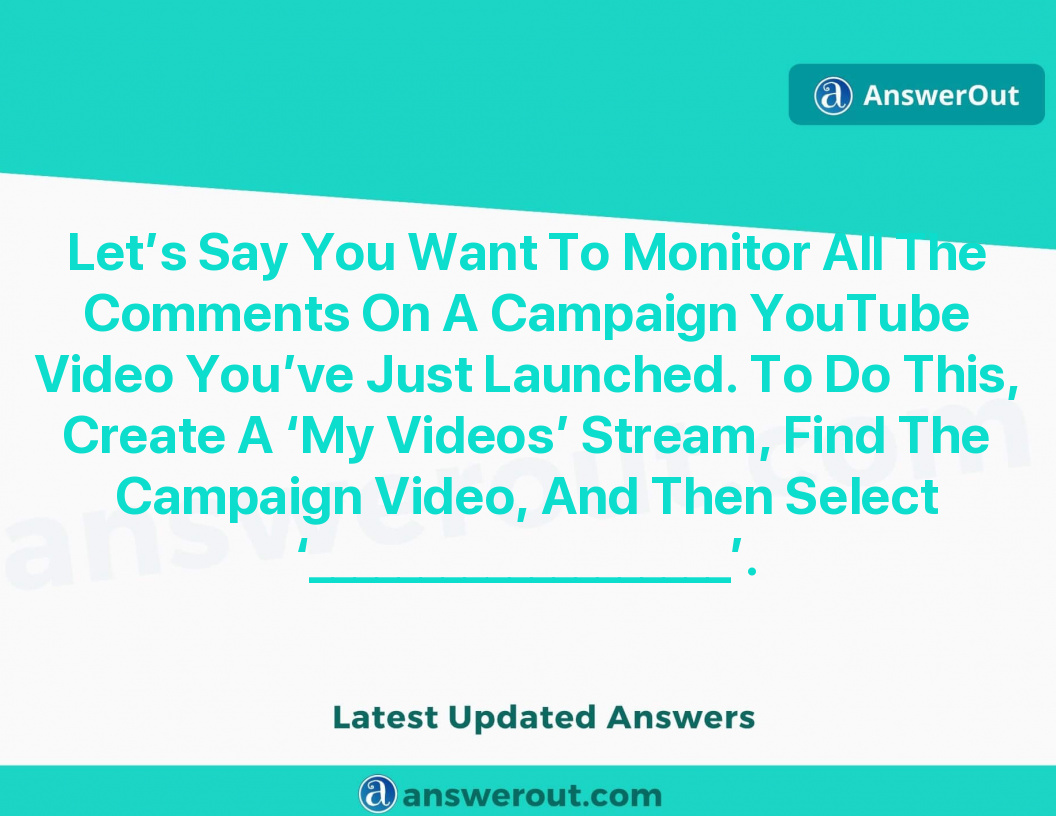 AnswerOut
Let’s Say You Want To Monitor All The
Comments On A Campaign YouTube
Video You’ve Just Launched. To Do This,
Create A ‘My Videos’ Stream, Find The
Campaign Video, And Then Select
‘___________________’.
answerout.com
Latest Updated Answers
answerout.com